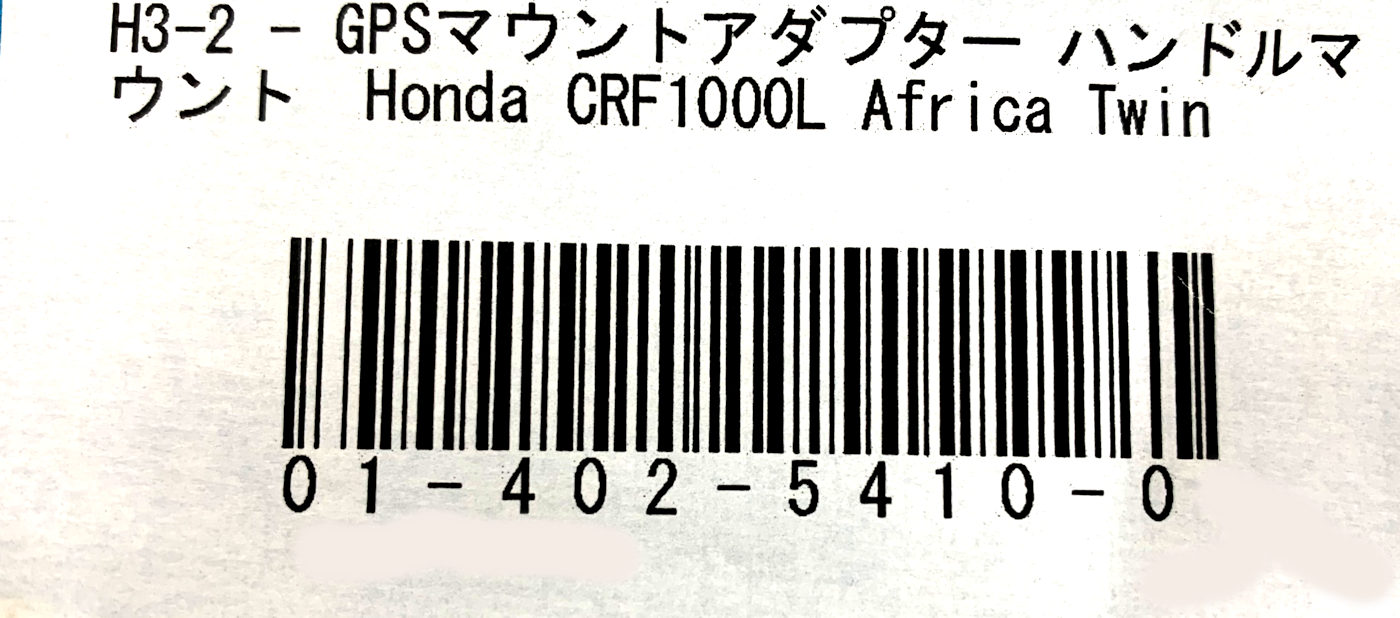 H3-2 - GPSマウントアダプター ハンドルマ
ウント　Honda CRF1000L Africa Twin
01-402-5410-0